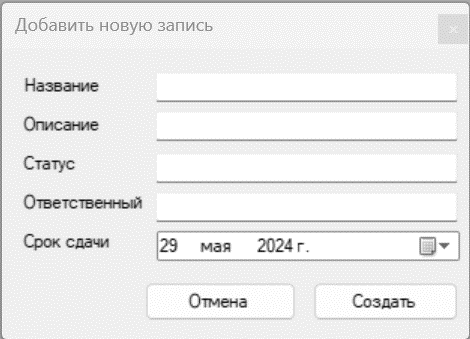 Добавить новую запись
Название
Описание
Статус
Ответственный
Срок сдачи 29 мая 2024 г.
Отмена Создать